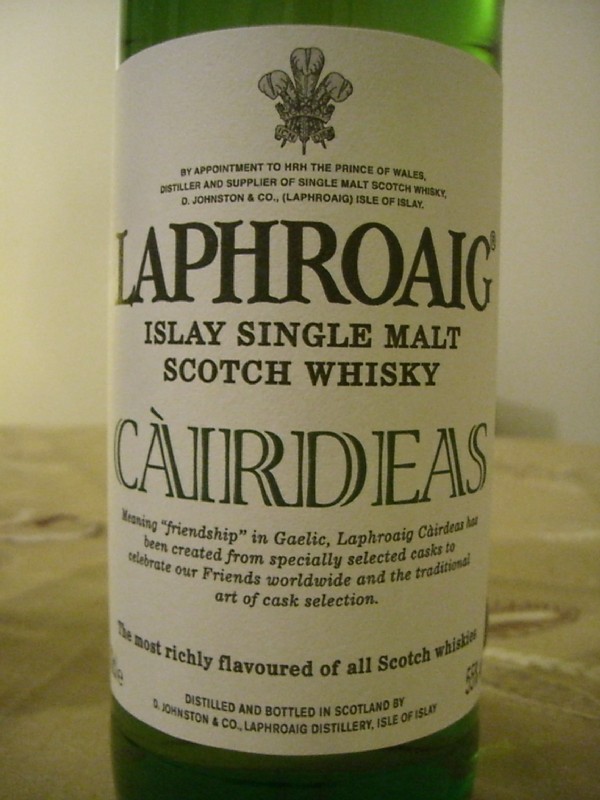 BY APPOINTMENT TO HRH THE PRINCE OF WALES,
DISTILLER AND SUPPLIER OF SINGLE MALT SCOTCH WHISKY,
D. JOHNSTON & CO., (LAPHROAIG) ISLE OF ISLAY.
LAPHROAIG®
ISLAY SINGLE MALT
SCOTCH WHISKY
CÀIRDEAS
Meaning "friendship" in Gaelic, Laphroaig Càirdeas has
been created from specially selected casks to
celebrate our Friends worldwide and the traditional
art of cask selection.
The most richly flavoured of all Scotch whiskies
DISTILLED AND BOTTLED IN SCOTLAND BY
D. JOHNSTON & CO., LAPHROAIG DISTILLERY, ISLE OF ISLAY